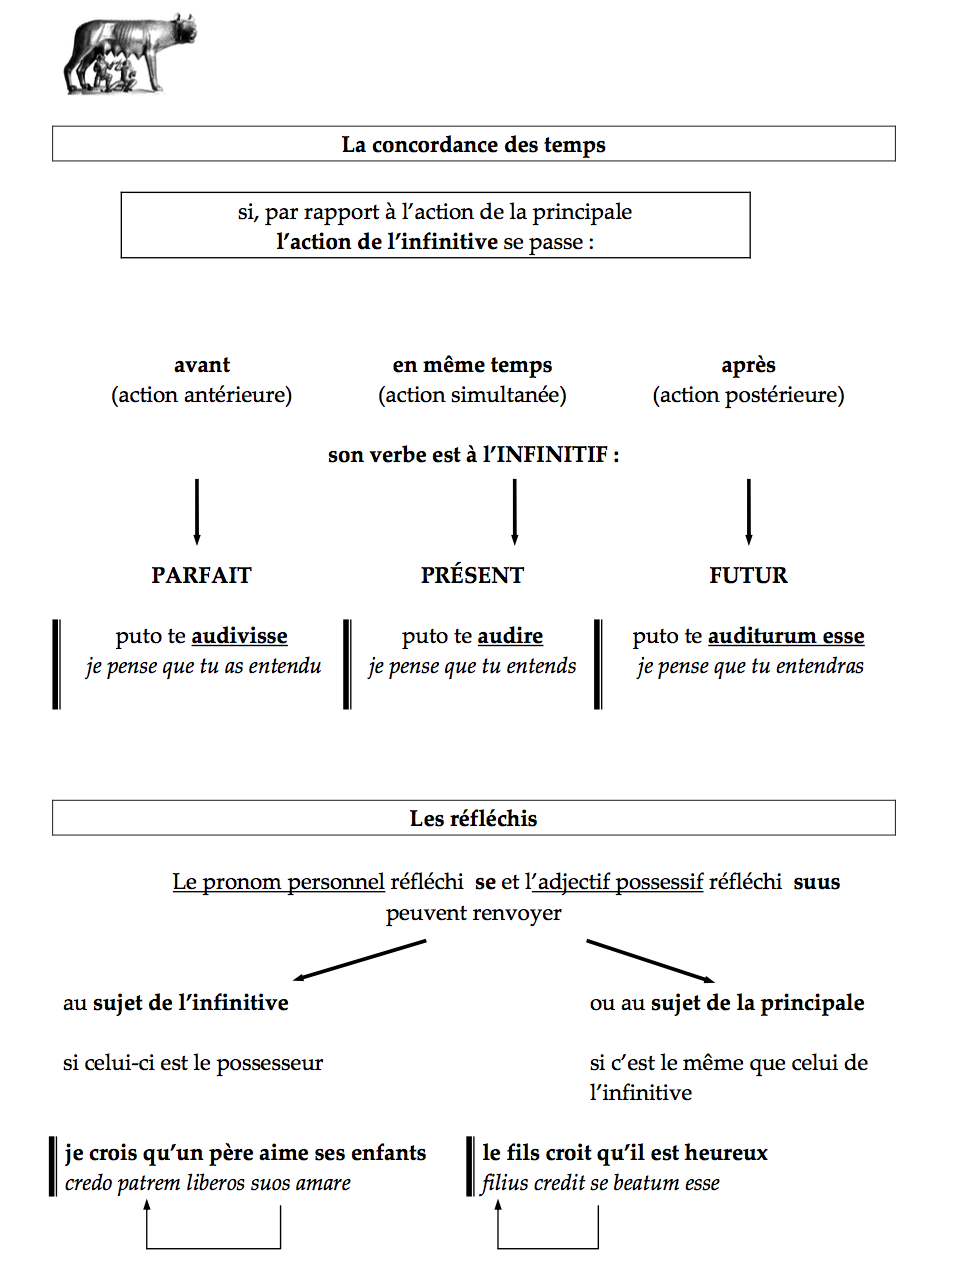 La concordance des temps
si, par rapport à l’action de la principale
l’action de l’infinitive se passe :
avant en même temps après
(action antérieure) (action simultanée) (action postérieure)
son verbe est à l’INFINITIF :
PARFAIT PRÉSENT FUTUR
puto te audivisse puto te audire puto te auditurum esse
je pense que tu as entendu je pense que tu entends je pense que tu entendras
Les réfléchis
Le pronom personnel réfléchi se et l’adjectif possessif réfléchi suus
peuvent renvoyer
au sujet de l’infinitive ou au sujet de la principale
si celui-ci est le possesseur si c’est le même que celui de
l’infinitive
je crois qu’un père aime ses enfants le fils croit qu’il est heureux
credo patrem liberos suos amare filius credit se beatum esse